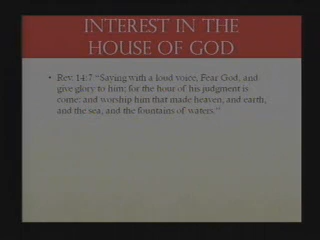 INTEREST IN THE
HOUSE OF GOD
• Rev. 14:7 "Saying with a loud voice, Fear God, and
give glory to him; for the hour of his judgment is
come: and worship him that made heaven, and earth,
and the sea, and the fountains of waters."